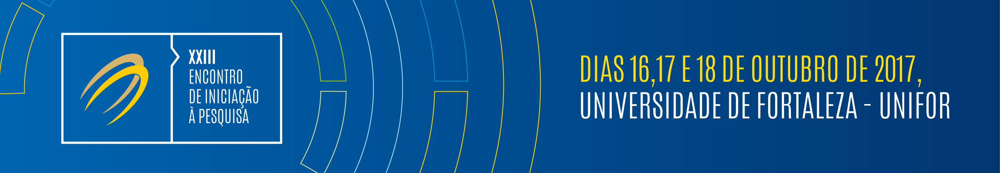 XXIII
ENCONTRO
DE INICIAÇÃO
À PESQUISA
DIAS 16,17 E 18 DE OUTUBRO DE 2017,
UNIVERSIDADE DE FORTALEZA - UNIFOR